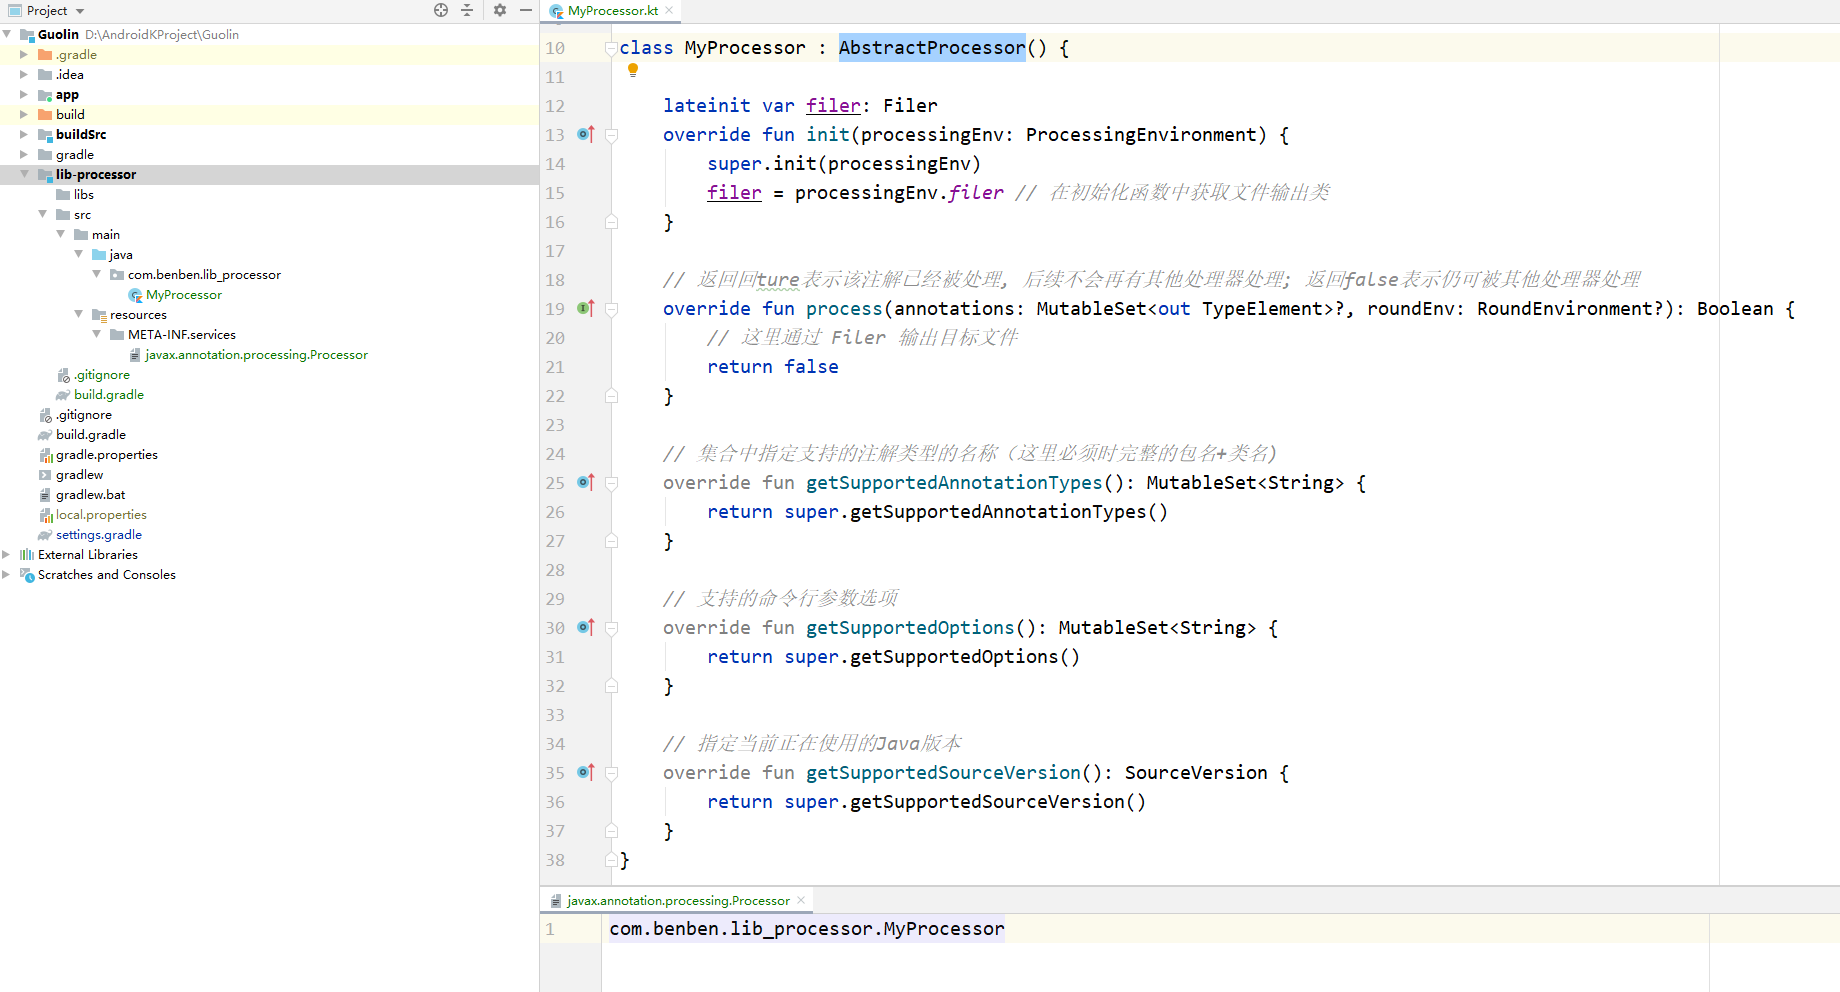 Project
Guolin D:\AndroidKProject\Guolin
.gradle
.idea
app
build
buildSrc
gradle
lib-processor
libs
src
main
java
com.benben.lib_processor
MyProcessor
resources
META-INF.services
javax.annotation.processing.Processor
.gitignore
build.gradle
.gitignore
build.gradle
gradle.properties
gradlew
gradlew.bat
local.properties
settings.gradle
External Libraries
Scratches and Consoles
MyProcessor.kt
10 class MyProcessor : AbstractProcessor() {
11
12 lateinit var filer: Filer
13 override fun init(processingEnv: ProcessingEnvironment) {
14 super.init(processingEnv)
15 filer = processingEnv.filer // 在初始化函数中获取文件输出类
16 }
17
18 // 返回回ture表示该注解已经被处理, 后续不会再有其他处理器处理; 返回false表示仍可被其他处理器处理
19 override fun process(annotations: MutableSet<out TypeElement>?, roundEnv: RoundEnvironment?): Boolean {
20 // 这里通过 Filer 输出目标文件
21 return false
22 }
23
24 // 集合中指定支持的注解类型的名称（这里必须时完整的包名+类名)
25 override fun getSupportedAnnotationTypes(): MutableSet<String> {
26 return super.getSupportedAnnotationTypes()
27 }
28
29 // 支持的命令行参数选项
30 override fun getSupportedOptions(): MutableSet<String> {
31 return super.getSupportedOptions()
32 }
33
34 // 指定当前正在使用的Java版本
35 override fun getSupportedSourceVersion(): SourceVersion {
36 return super.getSupportedSourceVersion()
37 }
38 }
javax.annotation.processing.Processor
1 com.benben.lib_processor.MyProcessor